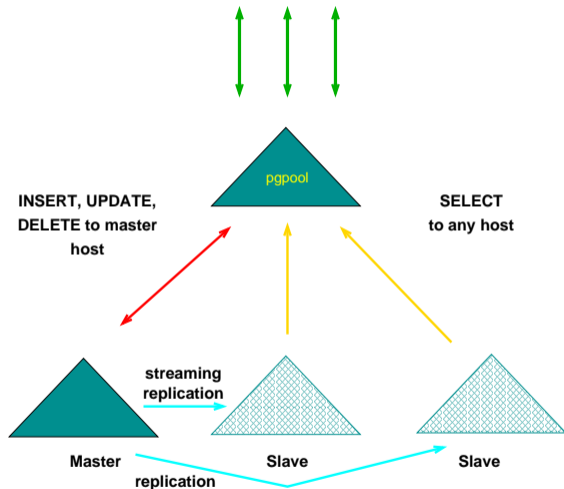 pgpool
INSERT, UPDATE,
DELETE to master
host
SELECT
to any host
streaming
replication
Master
Slave
Slave
replication